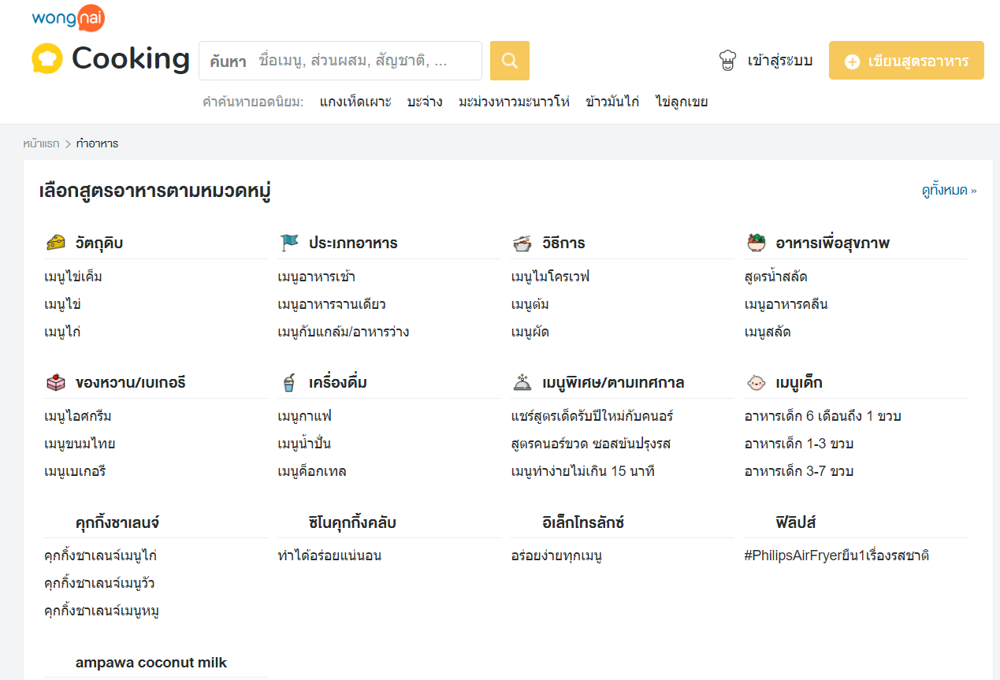 wongnai
Cooking
ค้นหา ชื่อเมนู, ส่วนผสม, สัญชาติ, ...
เข้าสู่ระบบ
เขียนสูตรอาหาร
คำค้นหายอดนิยม: แกงเห็ดเผาะ บะจ่าง มะม่วงหาวมะนาวโห่ ข้าวมันไก่ ไข่ลูกเขย
หน้าแรก > ทำอาหาร
เลือกสูตรอาหารตามหมวดหมู่
ดูทั้งหมด »
วัตถุดิบ
เมนูไข่เค็ม
เมนูไข่
เมนูไก่
ประเภทอาหาร
เมนูอาหารเช้า
เมนูอาหารจานเดียว
เมนูกับแกล้ม/อาหารว่าง
วิธีการ
เมนูไมโครเวฟ
เมนูต้ม
เมนูผัด
อาหารเพื่อสุขภาพ
สูตรน้ำสลัด
เมนูอาหารคลีน
เมนูสลัด
ของหวาน/เบเกอรี
เมนูไอศกรีม
เมนูขนมไทย
เมนูเบเกอรี
เครื่องดื่ม
เมนูกาแฟ
เมนูน้ำปั่น
เมนูค็อกเทล
เมนูพิเศษ/ตามเทศกาล
แชร์สูตรเด็ดรับปีใหม่กับคนอร์
สูตรคนอร์ขวด ซอสข้นปรุงรส
เมนูทำง่ายไม่เกิน 15 นาที
เมนูเด็ก
อาหารเด็ก 6 เดือนถึง 1 ขวบ
อาหารเด็ก 1-3 ขวบ
อาหารเด็ก 3-7 ขวบ
คุกกิ้งชาเลนจ์
คุกกิ้งชาเลนจ์เมนูไก่
คุกกิ้งชาเลนจ์เมนูวัว
คุกกิ้งชาเลนจ์เมนูหมู
ซิโนคุกกิ้งคลับ
ทำได้อร่อยแน่นอน
อิเล็กโทรลักซ์
อร่อยง่ายทุกเมนู
ฟิลิปส์
#PhilipsAirFryerยืน1เรื่องรสชาติ
ampawa coconut milk